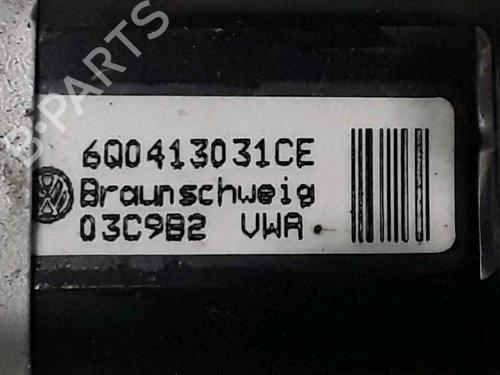 6Q0413031CE
Braunschweig
03C9B2 VWA
B-PARTS